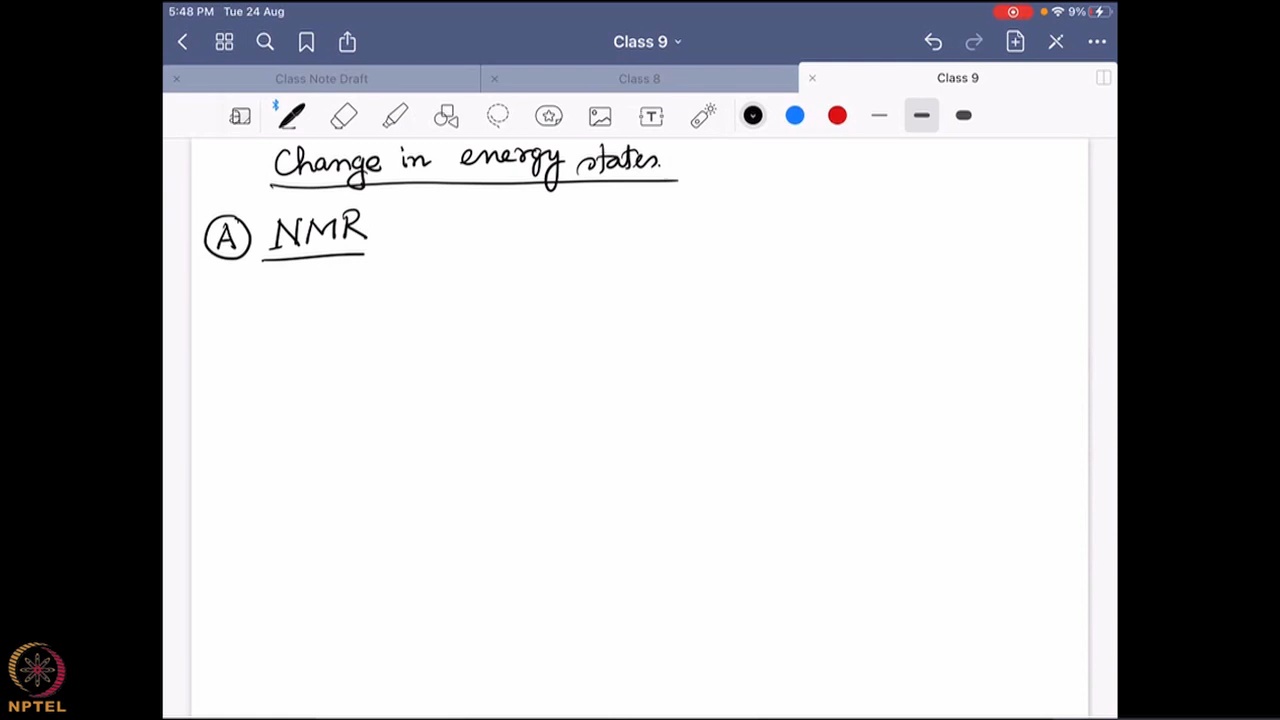 5:48 PM Tue 24 Aug
9%
Class 9
Class Note Draft
Class 8
Class 9
T
Change in energy states.
A NMR
NPTEL